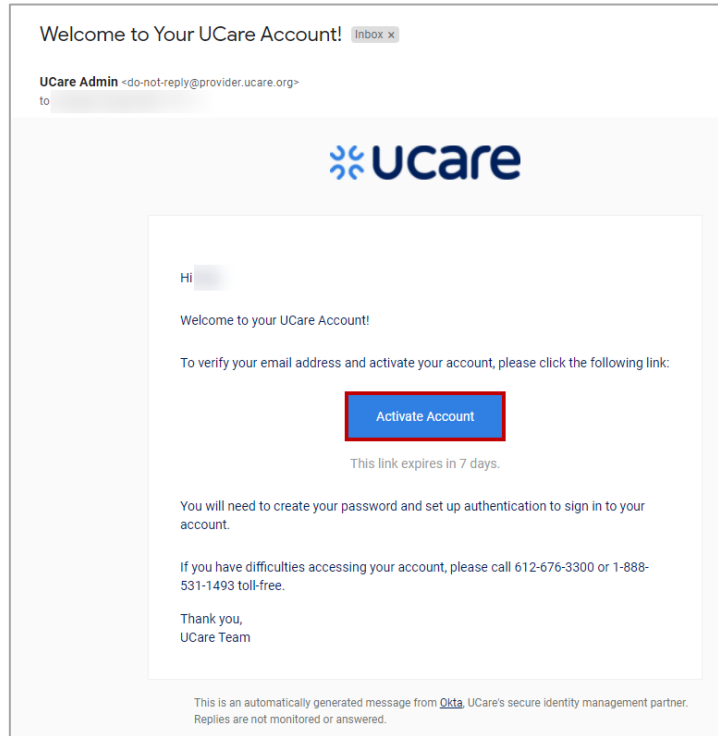 Welcome to Your UCare Account! Inbox x
UCare Admin <do-not-reply@provider.ucare.org>
to
ucare
Hi
Welcome to your UCare Account!
To verify your email address and activate your account, please click the following link:
Activate Account
This link expires in 7 days.
You will need to create your password and set up authentication to sign in to your
account.
If you have difficulties accessing your account, please call 612-676-3300 or 1-888-
531-1493 toll-free.
Thank you,
UCare Team
This is an automatically generated message from Okta, UCare's secure identity management partner.
Replies are not monitored or answered.